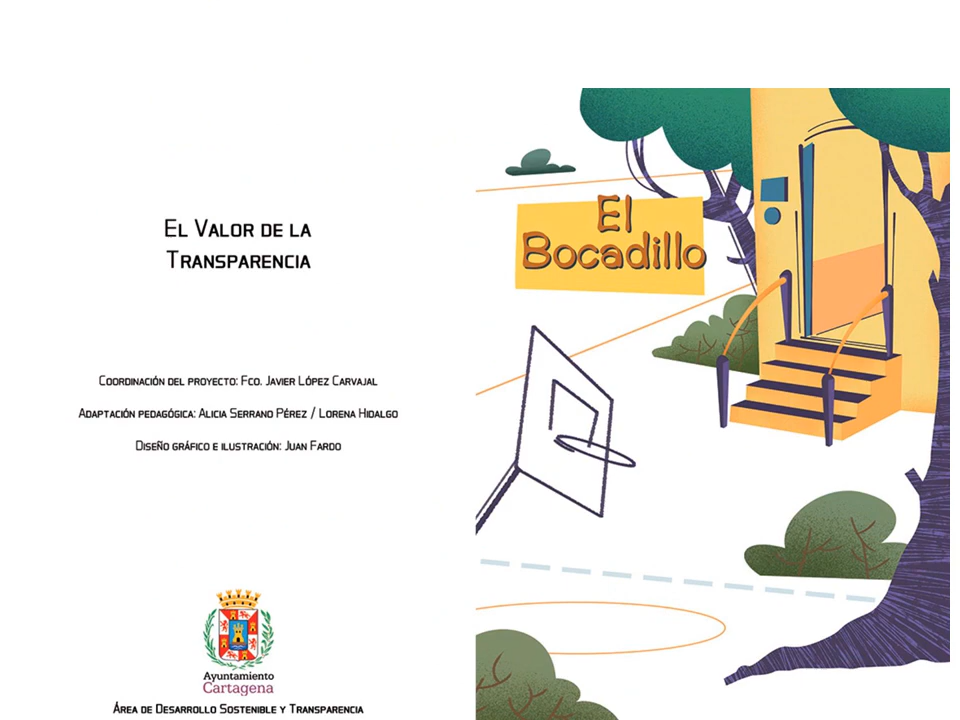 El Valor de la
Transparencia
Coordinación del proyecto: Fco. Javier López Carvajal
Adaptación pedagógica: Alicia Serrano Pérez / Lorena Hidalgo
Diseño gráfico e ilustración: Juan Fardo
Ayuntamiento
Cartagena
Área de Desarrollo Sostenible y Transparencia
El
Bocadillo